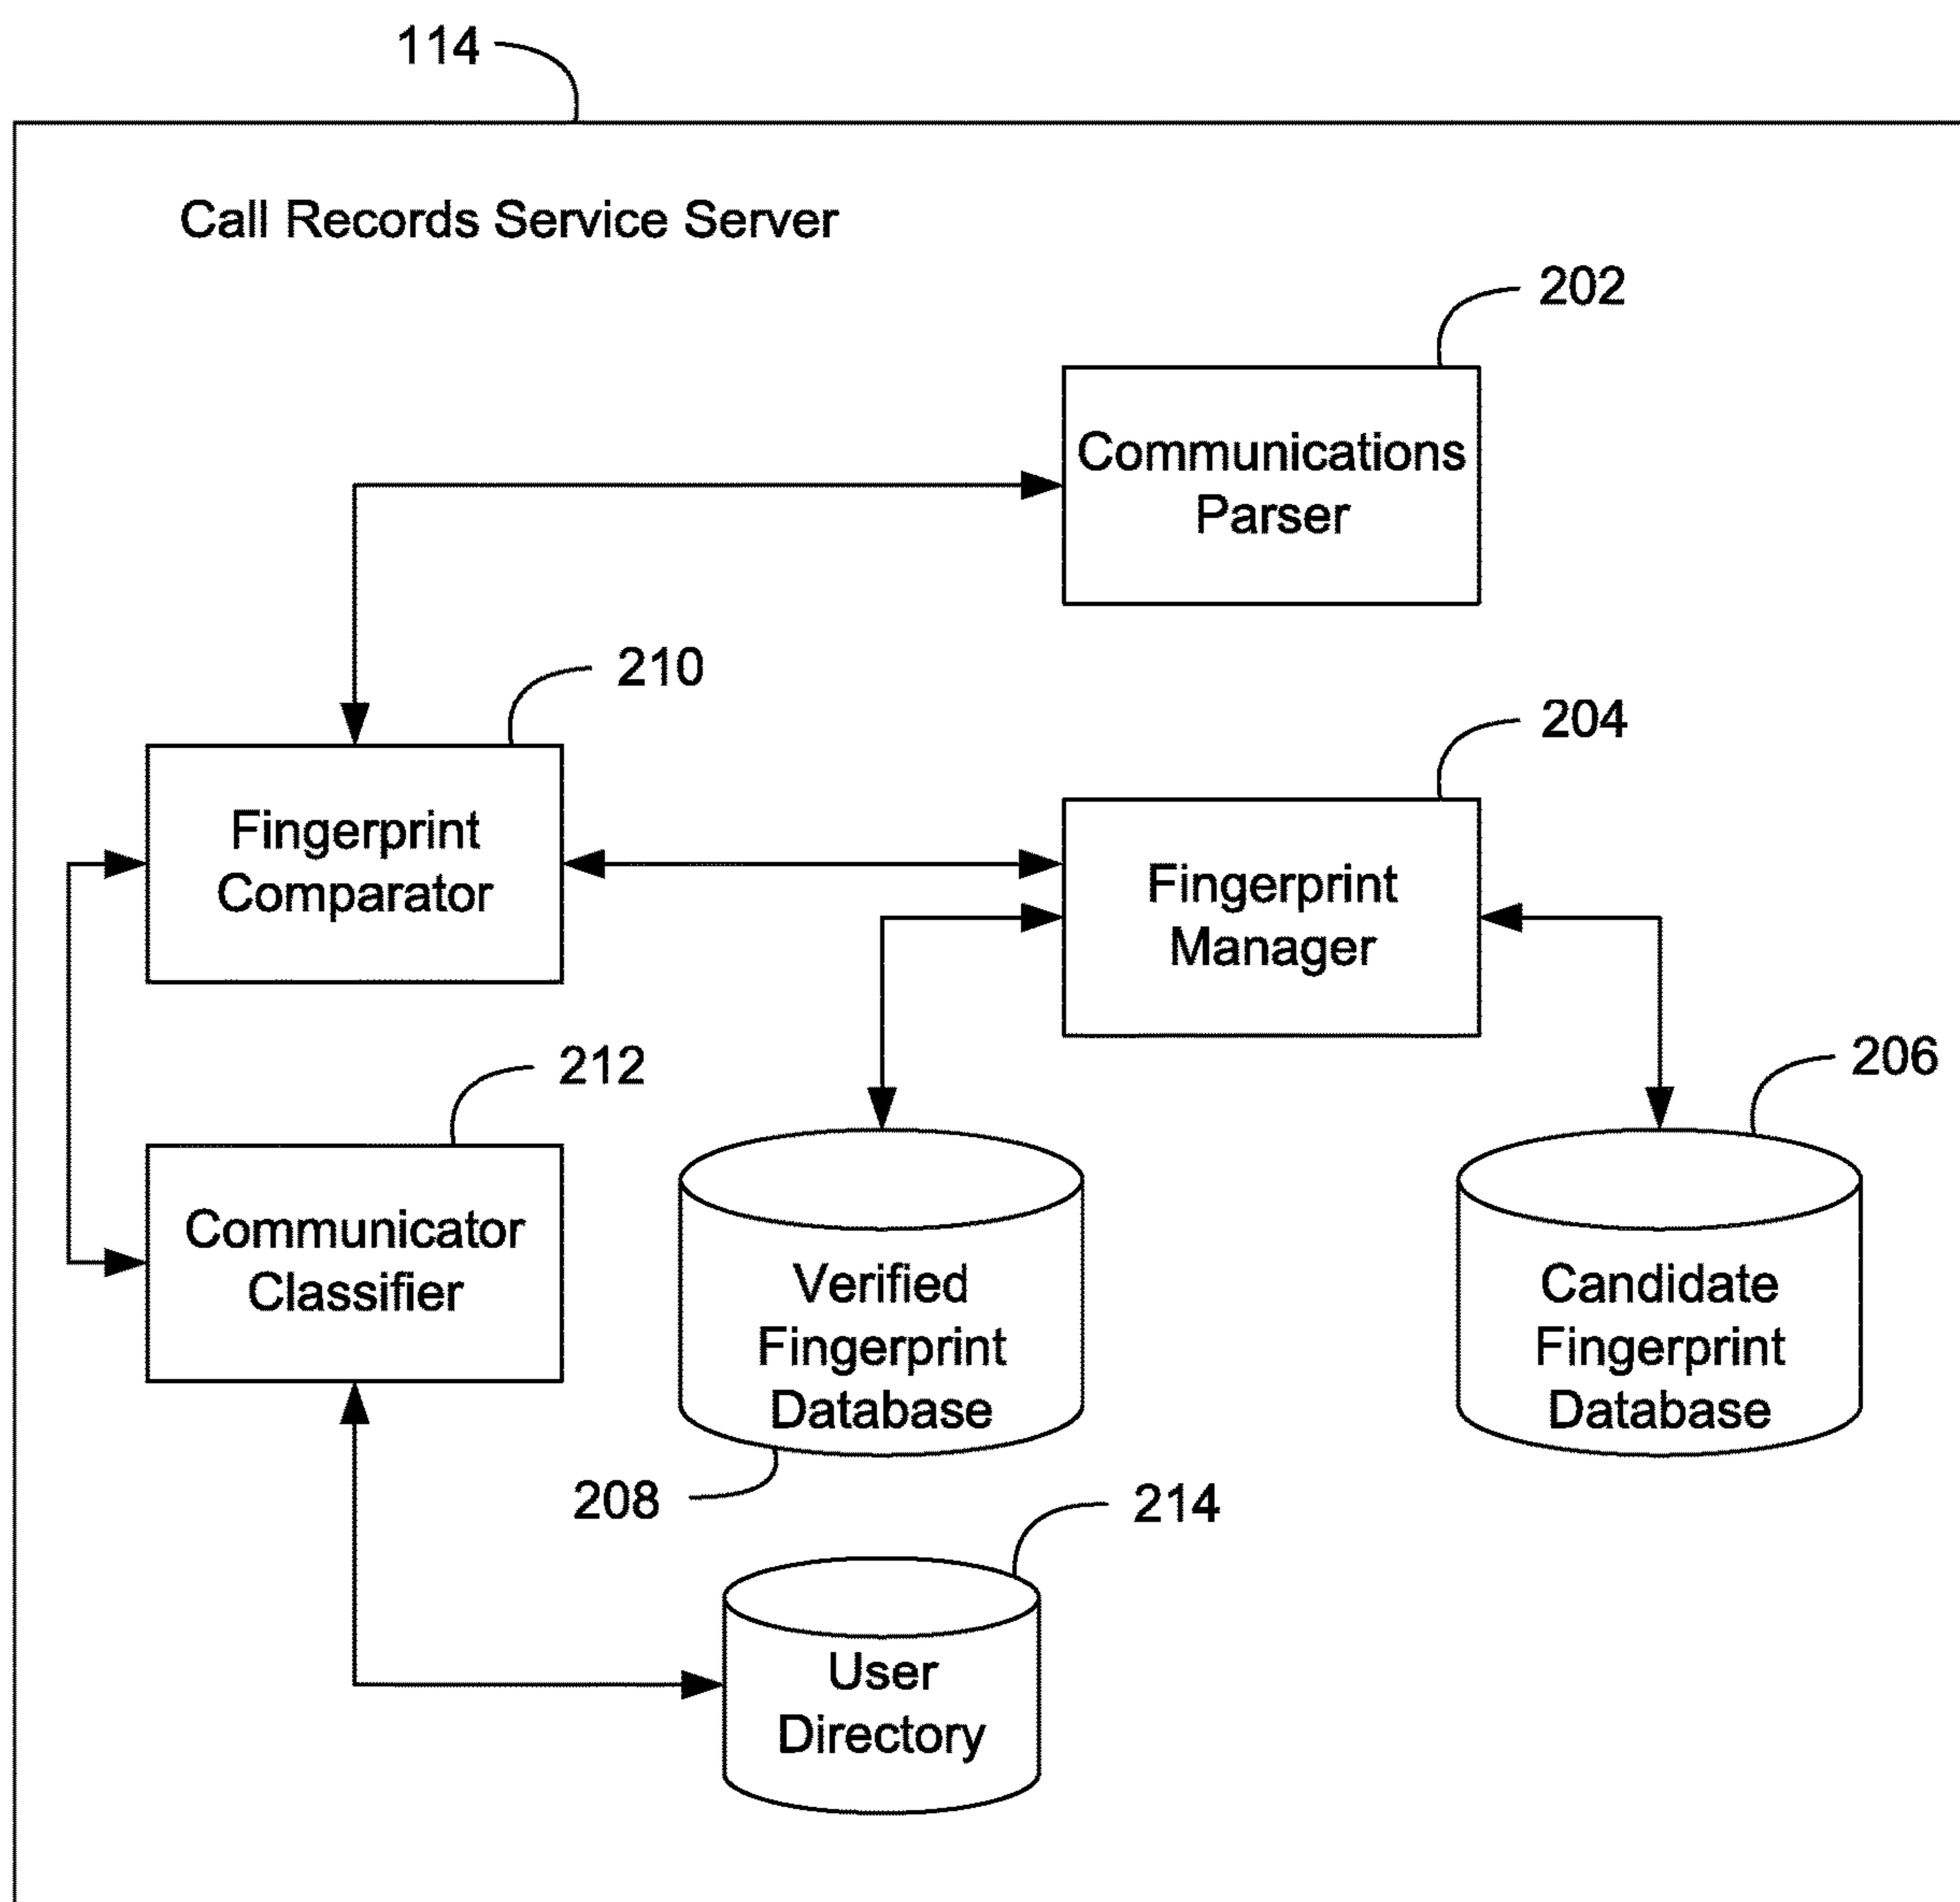 114
Call Records Service Server
202
Communications
Parser
210
204
Fingerprint
Comparator
Fingerprint
Manager
212
206
Communicator
Classifier
Verified
Fingerprint
Database
Candidate
Fingerprint
Database
208
214
User
Directory